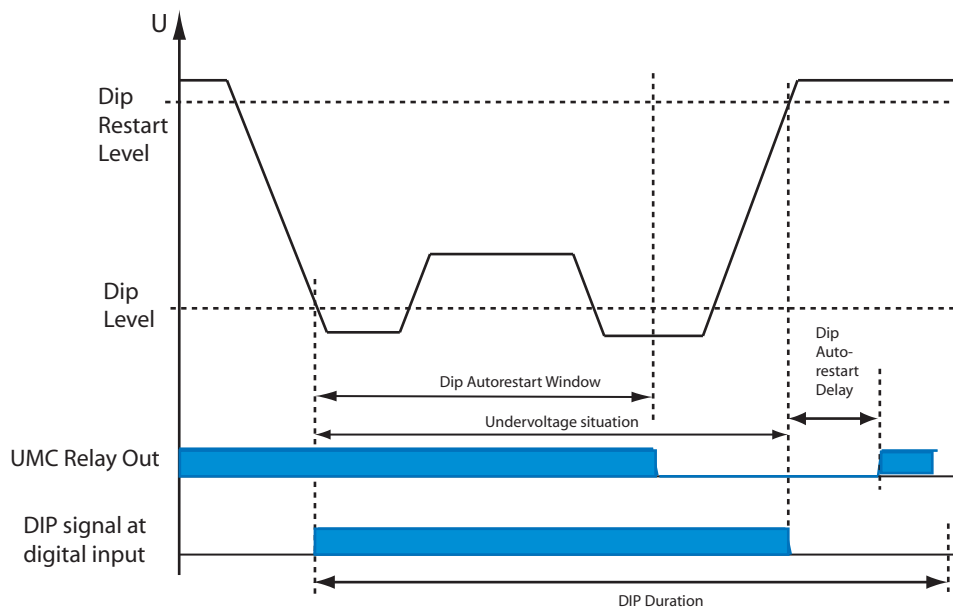 U
Dip
Restart
Level
Dip
Level
Dip
Auto-
restart
Delay
Dip Autorestart Window
Undervoltage situation
UMC Relay Out
DIP signal at
digital input
DIP Duration